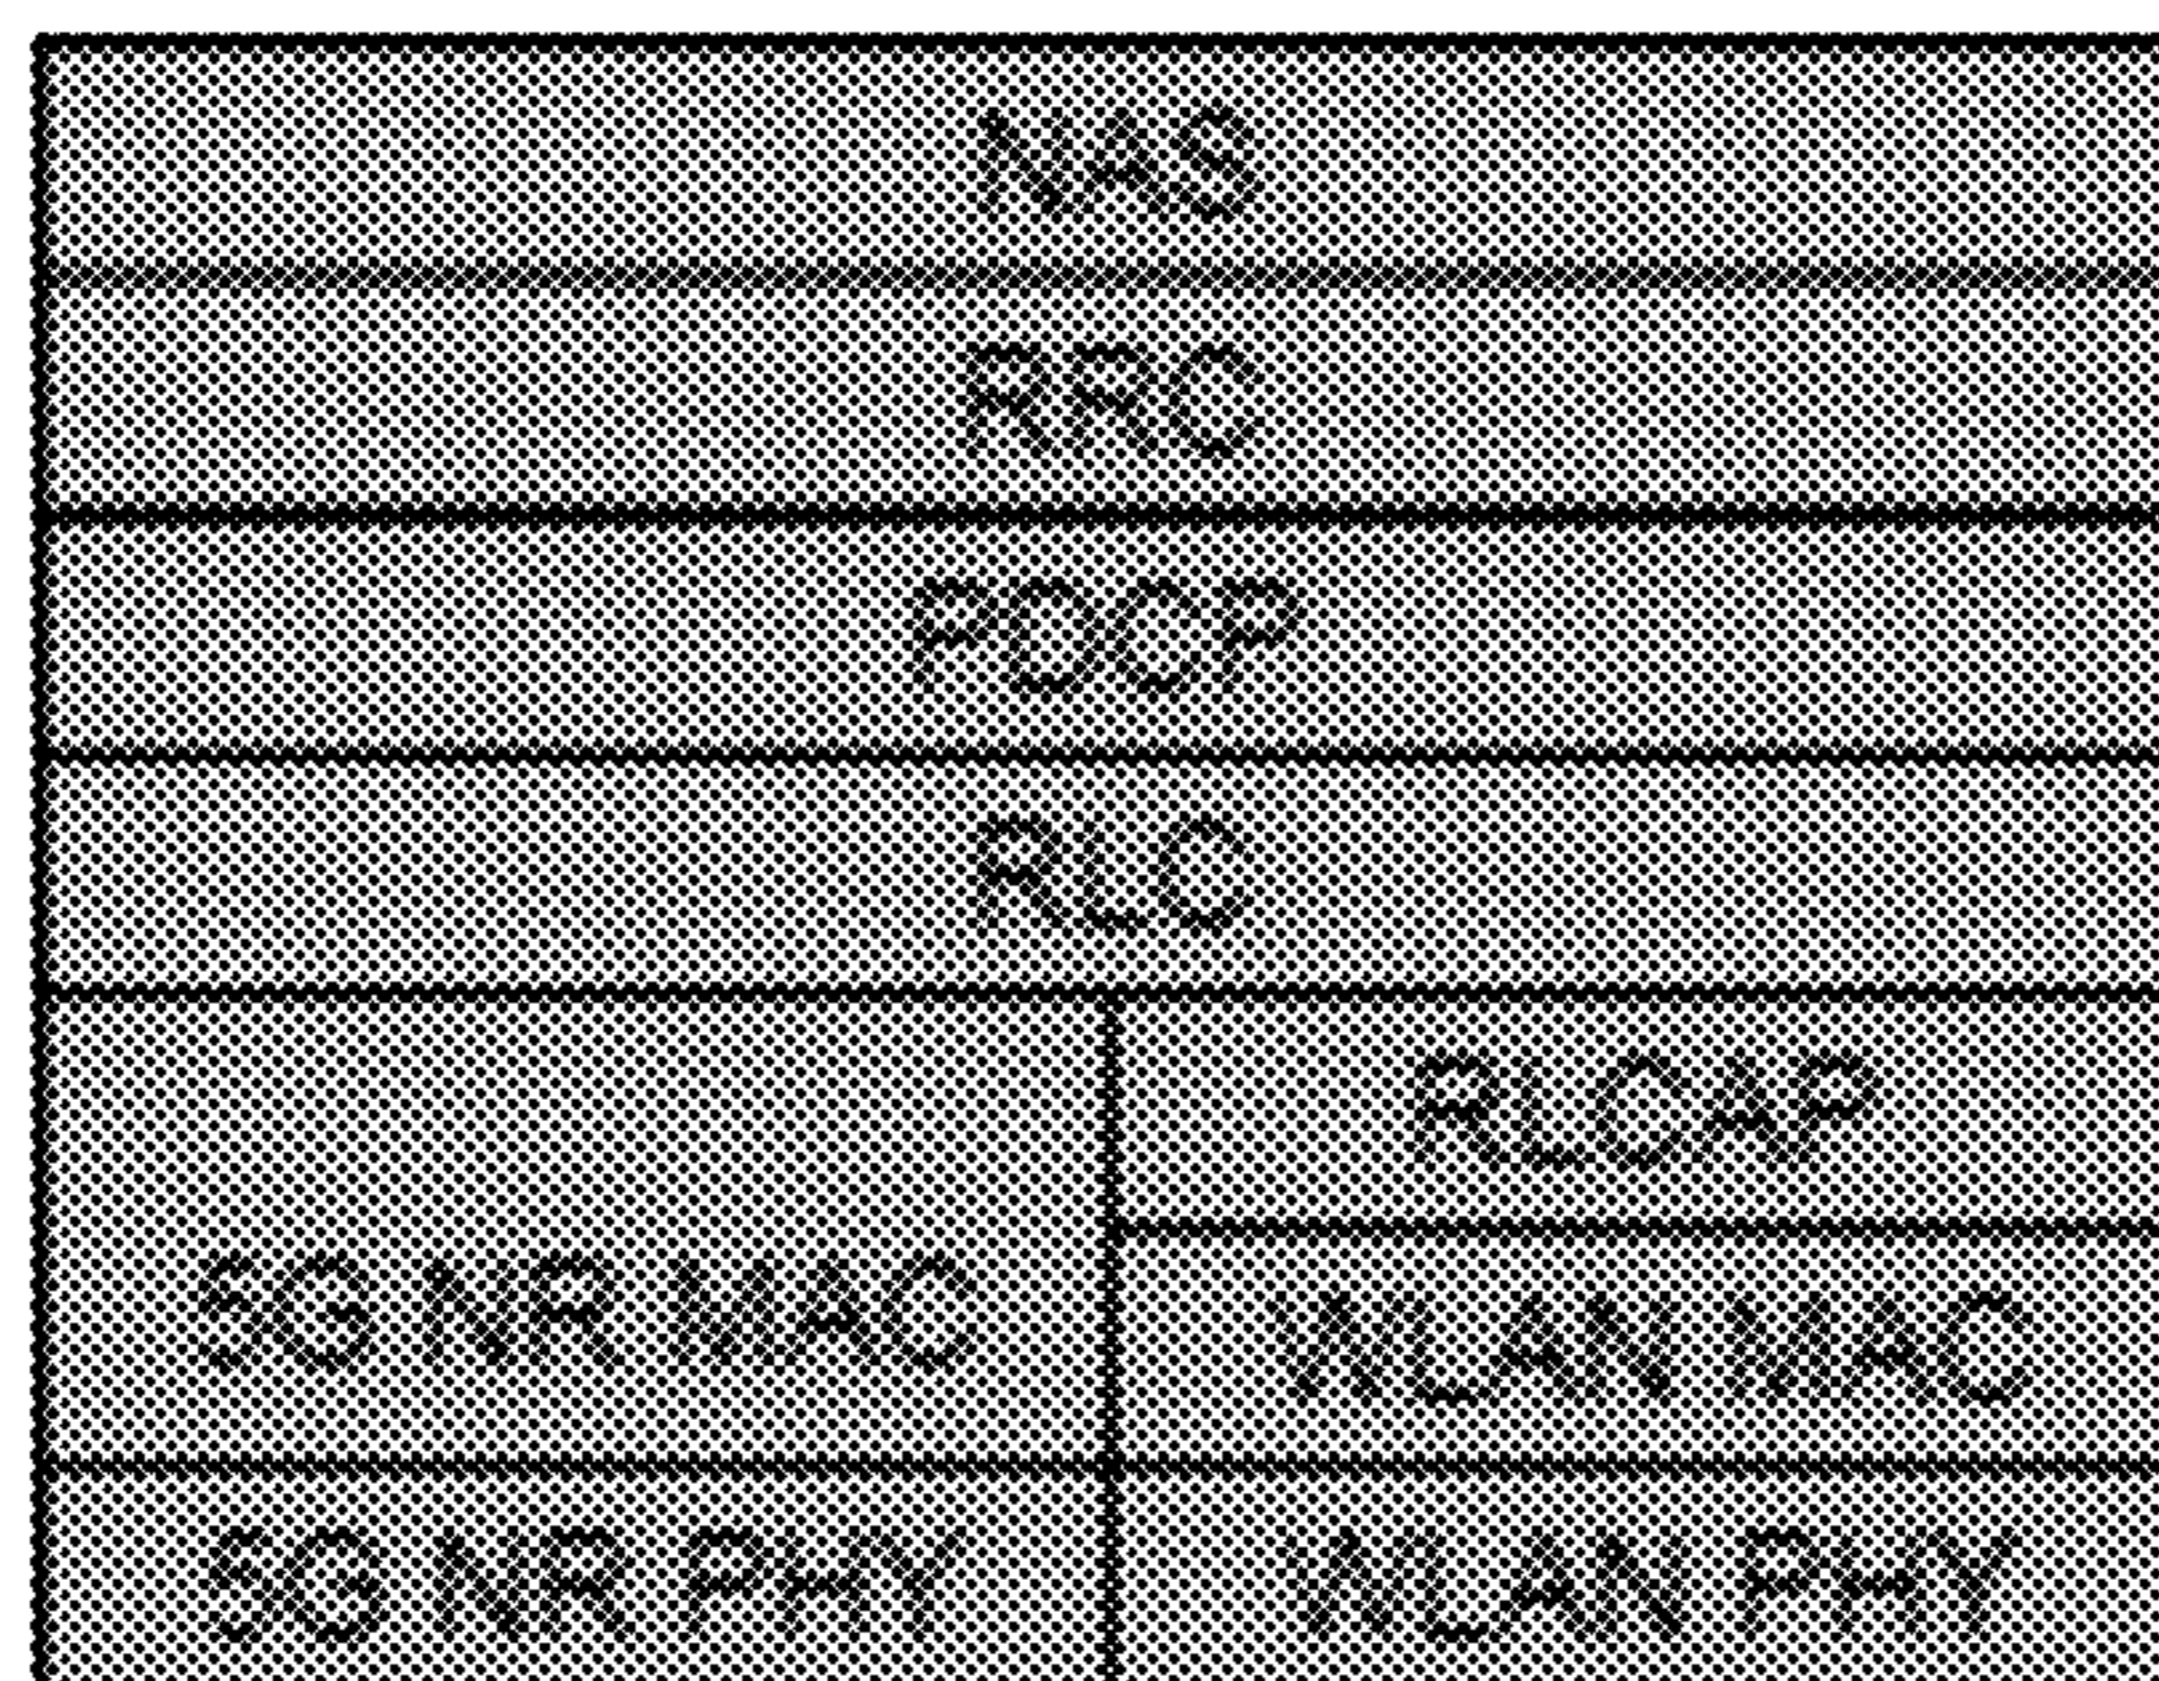 NAS
RRC
PDCP
RLC
RLCAP
5G NR MAC
WLAN MAC
5G NR PHY
WLAN PHY